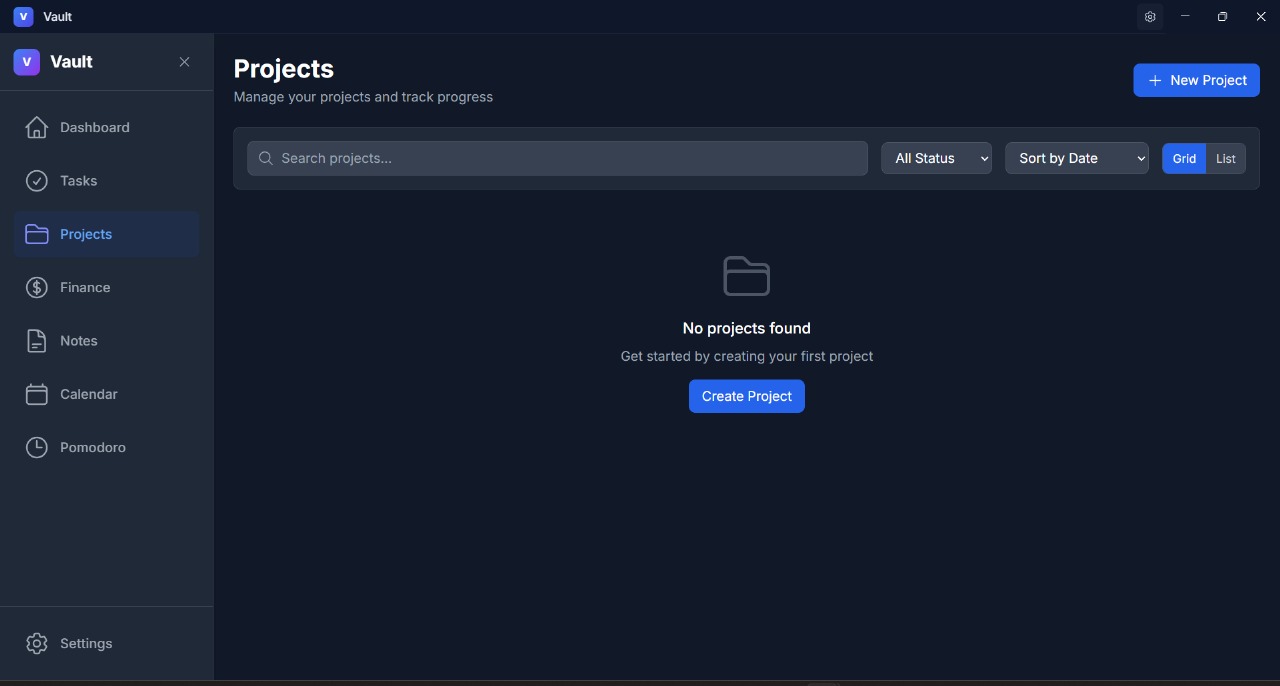 V Vault
V Vault
Dashboard
Tasks
Projects
Finance
Notes
Calendar
Pomodoro
Settings
Projects
Manage your projects and track progress
New Project
Search projects...
All Status
Sort by Date
Grid
List
No projects found
Get started by creating your first project
Create Project